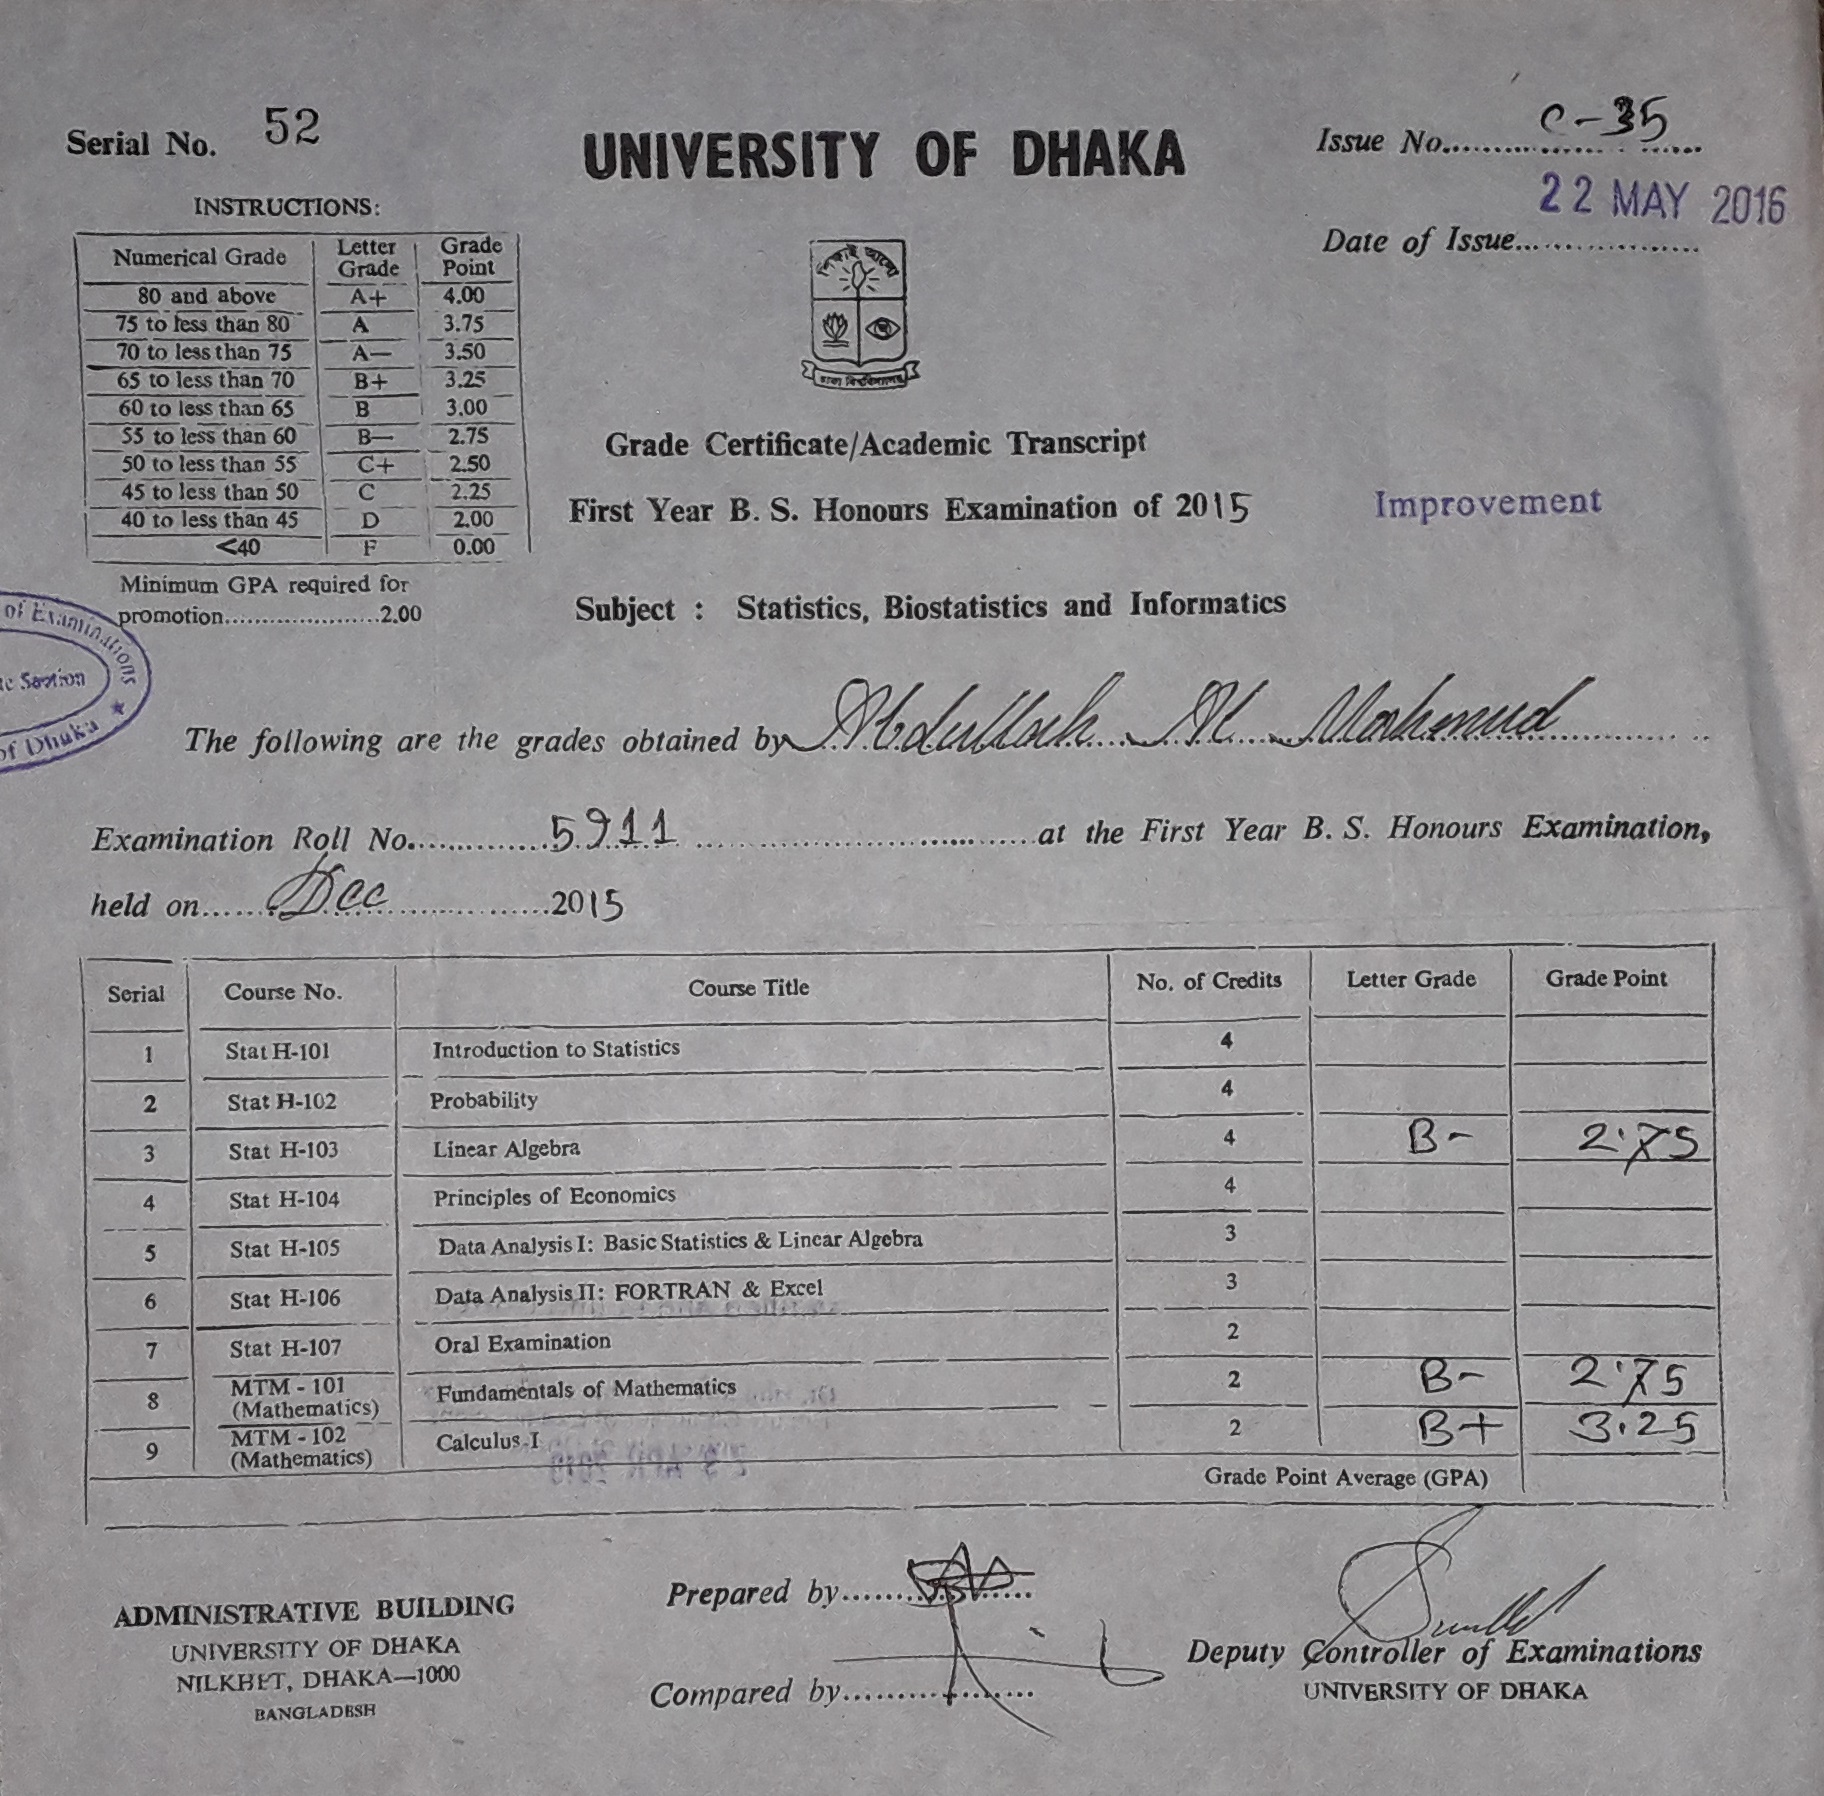 Serial No. 52
UNIVERSITY OF DHAKA
Issue No. C-35
22 MAY 2016
Date of Issue
INSTRUCTIONS:
Numerical Grade Letter Grade Grade Point
80 and above A+ 4.00
75 to less than 80 A 3.75
70 to less than 75 A— 3.50
65 to less than 70 B+ 3.25
60 to less than 65 B 3.00
55 to less than 60 B— 2.75
50 to less than 55 C+ 2.50
45 to less than 50 C 2.25
40 to less than 45 D 2.00
<40 F 0.00
Minimum GPA required for
promotion.....................2.00
শিক্ষাই আলো
ঢাকা বিশ্ববিদ্যালয়
Grade Certificate/Academic Transcript
First Year B. S. Honours Examination of 2015 Improvement
Subject : Statistics, Biostatistics and Informatics
of Examinations
Section
of Dhaka
The following are the grades obtained by Abdullah Al Mahmud
Examination Roll No. 5911 at the First Year B. S. Honours Examination,
held on Dec 2015
Serial Course No. Course Title No. of Credits Letter Grade Grade Point
1 Stat H-101 Introduction to Statistics 4
2 Stat H-102 Probability 4
3 Stat H-103 Linear Algebra 4 B- 2.75
4 Stat H-104 Principles of Economics 4
5 Stat H-105 Data Analysis I: Basic Statistics & Linear Algebra 3
6 Stat H-106 Data Analysis II: FORTRAN & Excel 3
7 Stat H-107 Oral Examination 2
8 MTM - 101 (Mathematics) Fundamentals of Mathematics 2 B- 2.75
9 MTM - 102 (Mathematics) Calculus-I 2 B+ 3.25
Grade Point Average (GPA)
ADMINISTRATIVE BUILDING
UNIVERSITY OF DHAKA
NILKHET, DHAKA—1000
BANGLADESH
Prepared by
Compared by
Deputy Controller of Examinations
UNIVERSITY OF DHAKA